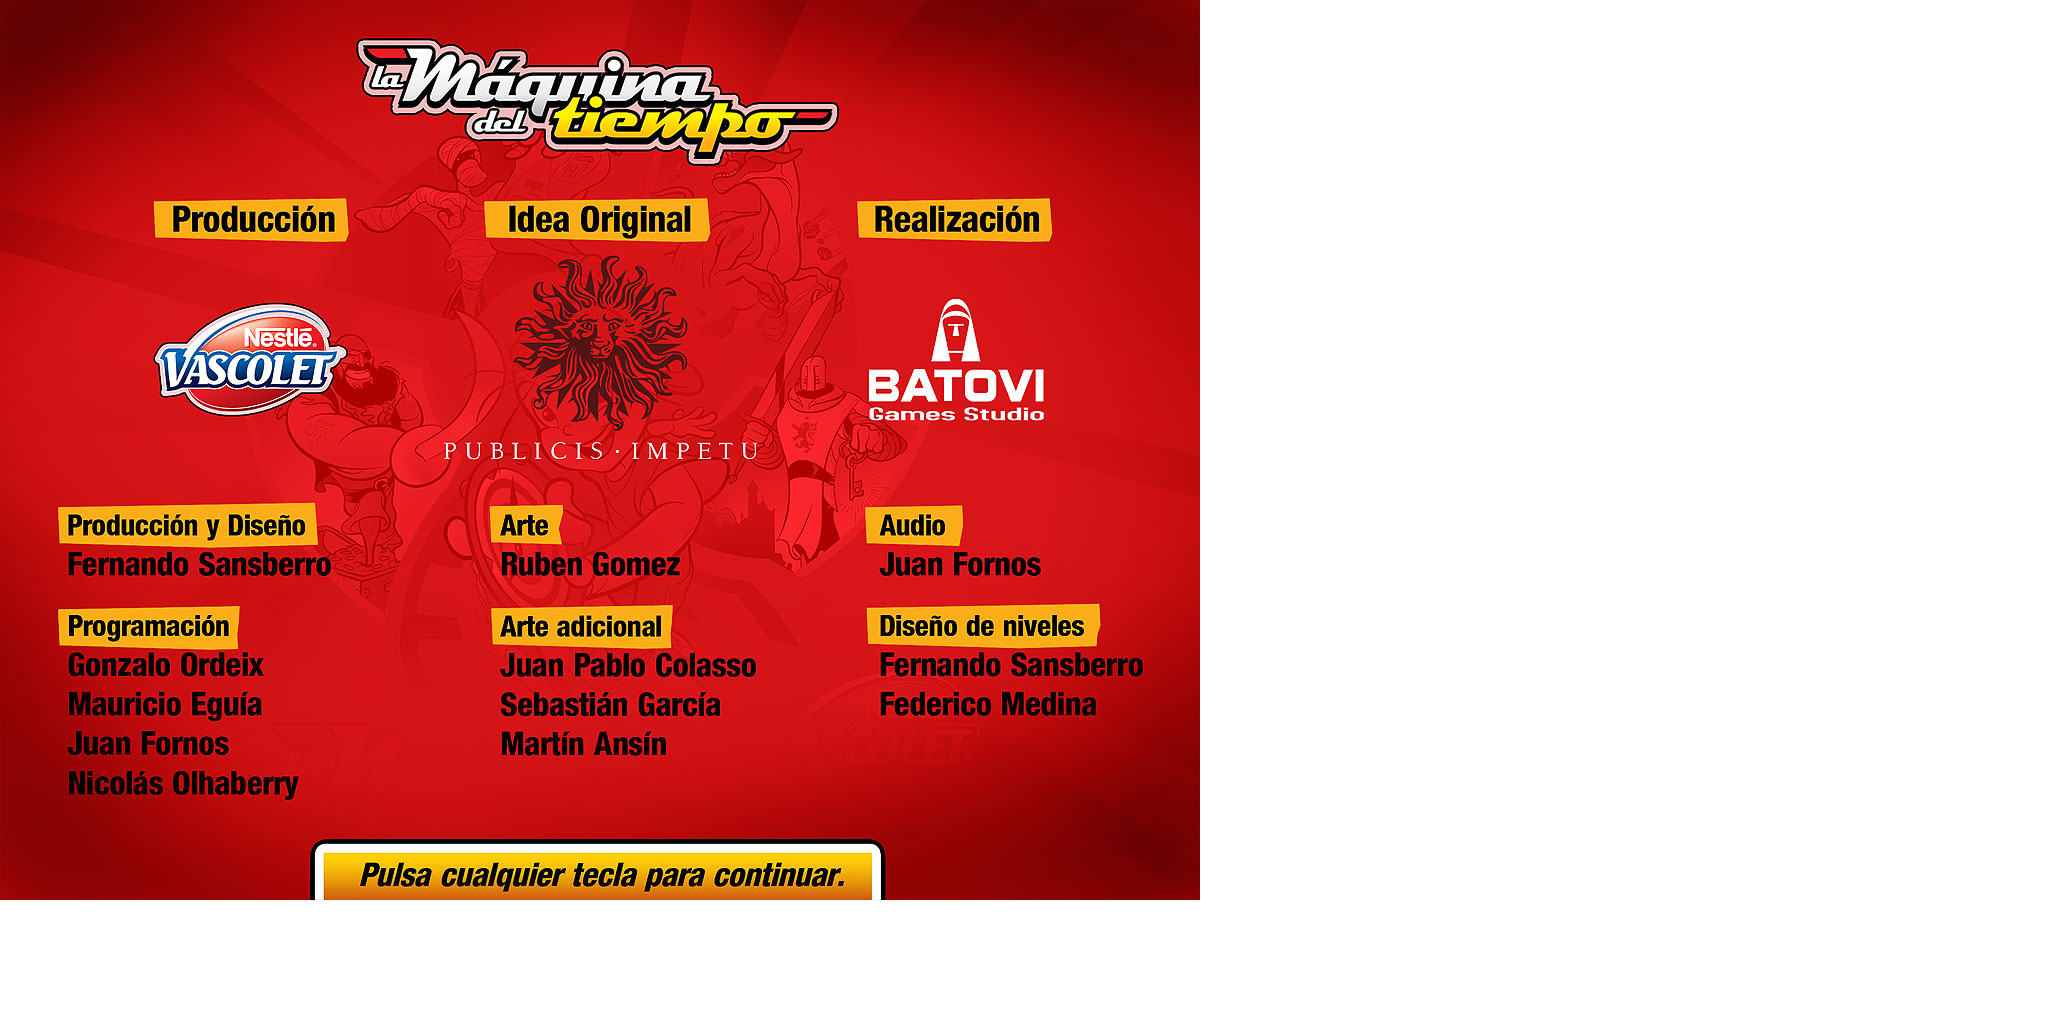 la Máquina
del tiempo
Producción
Idea Original
Realización
Nestlé
VASCOLET
PUBLICIS · IMPETU
BATOVI
Games Studio
Producción y Diseño
Fernando Sansberro
Arte
Ruben Gomez
Audio
Juan Fornos
Programación
Gonzalo Ordeix
Mauricio Eguía
Juan Fornos
Nicolás Olhaberry
Arte adicional
Juan Pablo Colasso
Sebastián García
Martín Ansín
Diseño de niveles
Fernando Sansberro
Federico Medina
VASCOLET
Pulsa cualquier tecla para continuar.